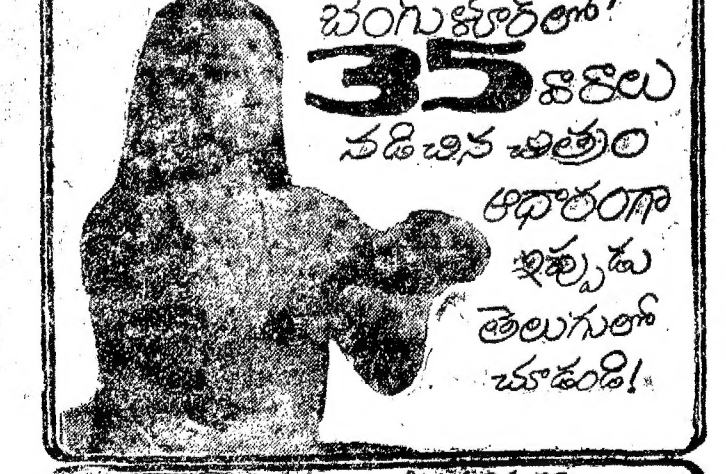 బెంగుళూరులో!
35 వారాలు
నడిచిన చిత్రం
ఆధారంగా
ఇప్పుడు
తెలుగులో
చూడండి!